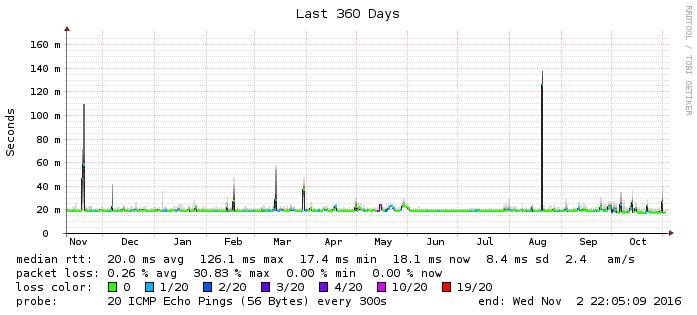 Last 360 Days
RRDTOOL / TOBI OETIKER
Seconds
160 m
140 m
120 m
100 m
80 m
60 m
40 m
20 m
0
Nov Dec Jan Feb Mar Apr May Jun Jul Aug Sep Oct
median rtt: 20.0 ms avg 126.1 ms max 17.4 ms min 18.1 ms now 8.4 ms sd 2.4 am/s
packet loss: 0.26 % avg 30.83 % max 0.00 % min 0.00 % now
loss color: 0 1/20 2/20 3/20 4/20 10/20 19/20
probe: 20 ICMP Echo Pings (56 Bytes) every 300s end: Wed Nov 2 22:05:09 2016